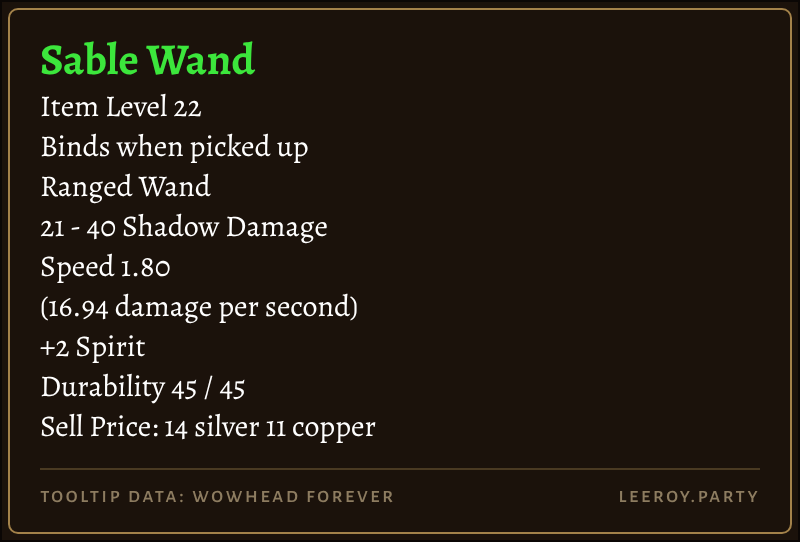 Sable Wand
Item Level 22
Binds when picked up
Ranged Wand
21 - 40 Shadow Damage
Speed 1.80
(16.94 damage per second)
+2 Spirit
Durability 45 / 45
Sell Price: 14 silver 11 copper
TOOLTIP DATA: WOWHEAD FOREVER
LEEROY.PARTY